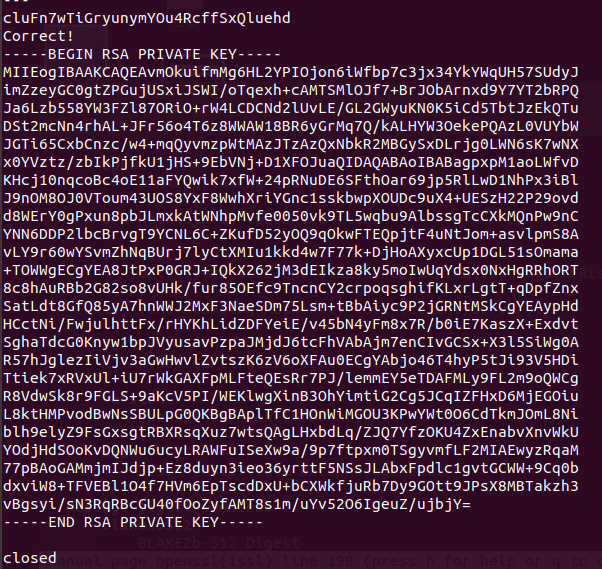 cluFn7wTiGryunymYOu4RcffSxQluehd
Correct!
-----BEGIN RSA PRIVATE KEY-----
MIIEogIBAAKCAQEAvmOkuifmMg6HL2YPIOjon6iWfbp7c3jx34YkYWqUH57SUdyJ
imZzeyGC0gtZPGujUSxiJSWI/oTqexh+cAMTSMlOJf7+BrJObArnxd9Y7YT2bRPQ
Ja6Lzb558YW3FZl87ORiO+rW4LCDCNd2lUvLE/GL2GWyuKN0K5iCd5TbtJzEkQTu
DSt2mcNn4rhAL+JFr56o4T6z8WWAW18BR6yGrMq7Q/kALHYW3OekePQAzL0VUYbW
JGTi65CxbCnzc/w4+mqQyvmzpWtMAzJTzAzQxNbkR2MBGySxDLrjg0LWN6sK7wNX
x0YVztz/zbIkPjfkU1jHS+9EbVNj+D1XFOJuaQIDAQABAoIBABagpxpM1aoLWfvD
KHcj10nqcoBc4oE11aFYQwik7xfW+24pRNuDE6SFthOar69jp5RlLwD1NhPx3iBl
J9nOM8OJ0VToum43UOS8YxF8WwhXriYGnc1sskbwpXOUDc9uX4+UESzH22P29ovd
d8WErY0gPxun8pbJLmxkAtWNhpMvfe0050vk9TL5wqbu9AlbssgTcCXkMQnPw9nC
YNN6DDP2lbcBrvgT9YCNL6C+ZKufD52yOQ9qOkwFTEQpjtF4uNtJom+asvlpmS8A
vLY9r60wYSvmZhNqBUrj7lyCtXMIu1kkd4w7F77k+DjHoAXyxcUp1DGL51sOmama
+TOWWgECgYEA8JtPxP0GRJ+IQkX262jM3dEIkza8ky5moIwUqYdsx0NxHgRRhORT
8c8hAuRBb2G82so8vUHk/fur85OEfc9TncnCY2crpoqsghifKLxrLgtT+qDpfZnx
SatLdt8GfQ85yA7hnWWJ2MxF3NaeSDm75Lsm+tBbAiyc9P2jGRNtMSkCgYEAypHd
HCctNi/FwjulhttFx/rHYKhLidZDFYeiE/v45bN4yFm8x7R/b0iE7KaszX+Exdvt
SghaTdcG0Knyw1bpJVyusavPzpaJMjdJ6tcFhVAbAjm7enCIvGCSx+X3l5SiWg0A
R57hJglezIiVjv3aGwHwvlZvtszK6zV6oXFAu0ECgYAbjo46T4hyP5tJi93V5HDi
Ttiek7xRVxUl+iU7rWkGAXFpMLFteQEsRr7PJ/lemmEY5eTDAFMLy9FL2m9oQWCg
R8VdwSk8r9FGLS+9aKcV5PI/WEKlwgXinB3OhYimtiG2Cg5JCqIZFHxD6MjEGOiu
L8ktHMPvodBwNsSBULpG0QKBgBAplTfC1HOnWiMGOU3KPwYWt0O6CdTkmJOmL8Ni
blh9elyZ9FsGxsgtRBXRsqXuz7wtsQAgLHxbdLq/ZJQ7YfzOKU4ZxEnabvXnvWkU
YOdjHdSOoKvDQNWu6ucyLRAWFuISeXw9a/9p7ftpxm0TSgyvmfLF2MIAEwyzRqaM
77pBAoGAMmjmIJdjp+Ez8duyn3ieo36yrttF5NSsJLAbxFpdlc1gvtGCWW+9Cq0b
dxviW8+TFVEBl1O4f7HVm6EpTscdDxU+bCXWkfjuRb7Dy9GOtt9JPsX8MBTakzh3
vBgsyi/sN3RqRBcGU40fOoZyfAMT8s1m/uYv52O6IgeuZ/ujbjY=
-----END RSA PRIVATE KEY-----
closed